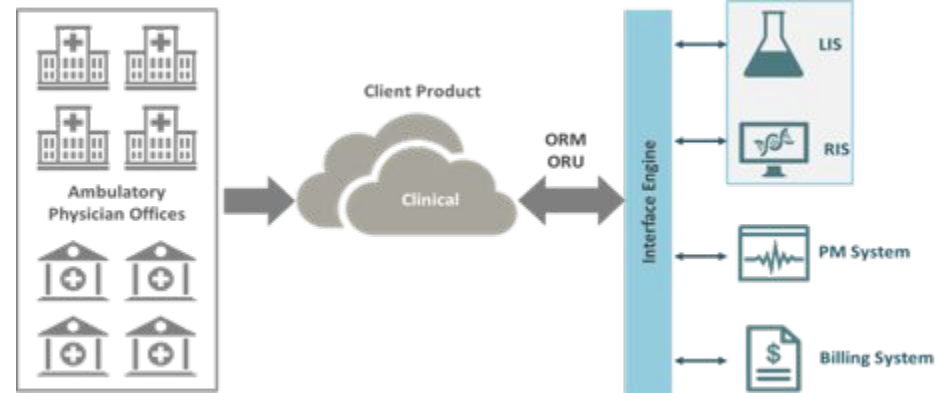 Ambulatory
Physician Offices
Client Product
Clinical
ORM
ORU
Interface Engine
LIS
RIS
PM System
Billing System
$